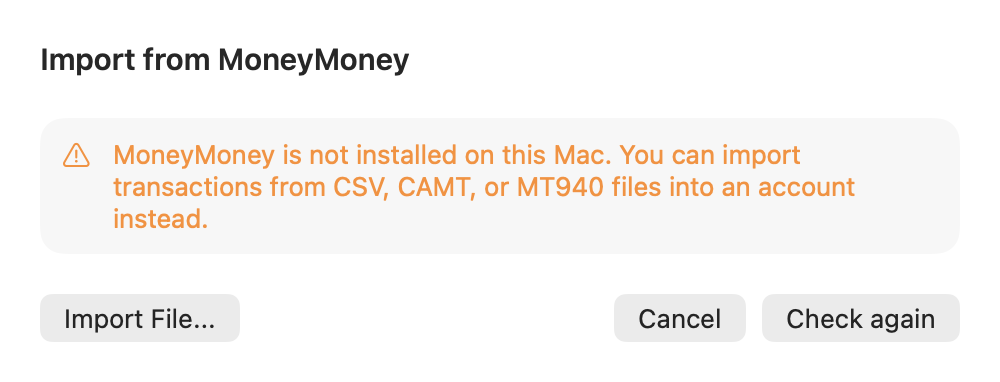 Import from MoneyMoney
MoneyMoney is not installed on this Mac. You can import
transactions from CSV, CAMT, or MT940 files into an account
instead.
Import File...
Cancel
Check again